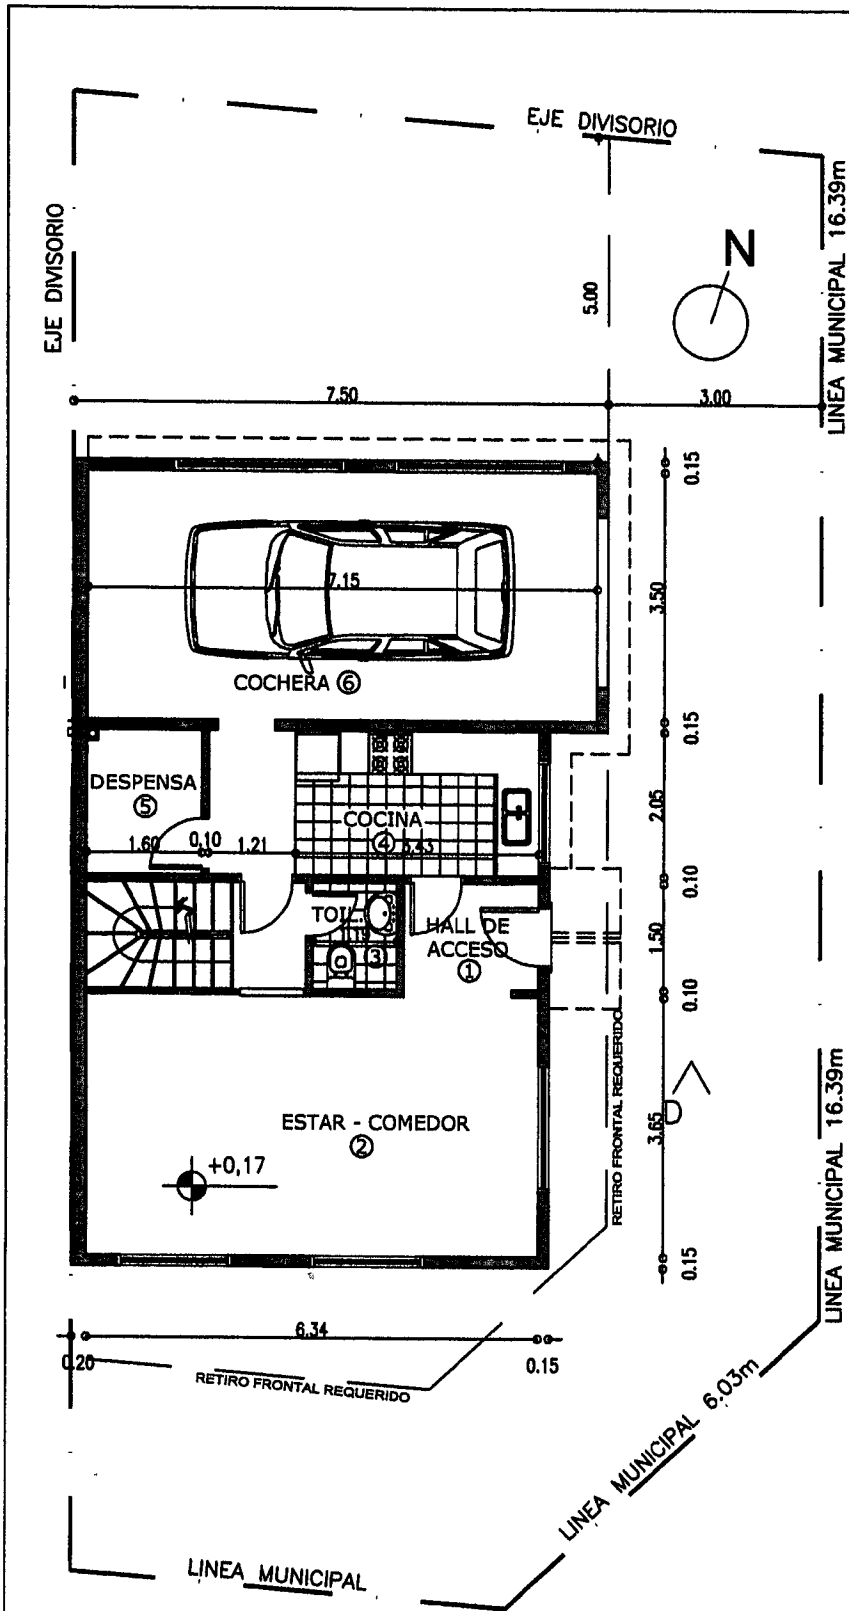 EJE DIVISORIO
EJE DIVISORIO
LINEA MUNICIPAL 16.39m
N
5.00
7.50
3.00
0.15
7.15
3.50
COCHERA 6
0.15
DESPENSA
5
COCINA
4
2.05
1.60
0.10
1.21
3.43
0.10
TOIL.
1.19
3
HALL DE
ACCESO
1
1.50
0.10
RETIRO FRONTAL REQUERIDO
LINEA MUNICIPAL 16.39m
D
ESTAR - COMEDOR
2
3.65
+0,17
0.15
6.34
0.20
0.15
RETIRO FRONTAL REQUERIDO
LINEA MUNICIPAL 6.03m
LINEA MUNICIPAL